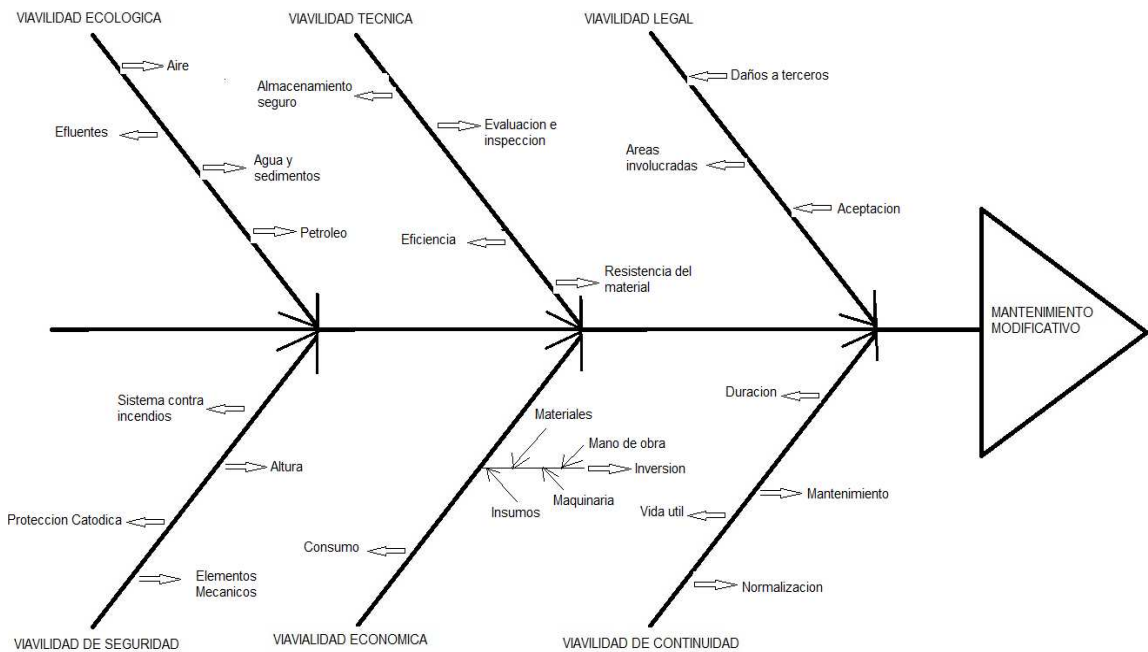 VIAVILIDAD ECOLOGICA
VIAVILIDAD TECNICA
VIAVILIDAD LEGAL
Aire
Efluentes
Agua y
sedimentos
Petroleo
Almacenamiento
seguro
Evaluacion e
inspeccion
Eficiencia
Resistencia del
material
Daños a terceros
Areas
involucradas
Aceptacion
MANTENIMIENTO
MODIFICATIVO
Sistema contra
incendios
Altura
Proteccion Catodica
Elementos
Mecanicos
Materiales
Mano de obra
Inversion
Insumos
Maquinaria
Consumo
Duracion
Mantenimiento
Vida util
Normalizacion
VIAVILIDAD DE SEGURIDAD
VIAVIALIDAD ECONOMICA
VIAVILIDAD DE CONTINUIDAD